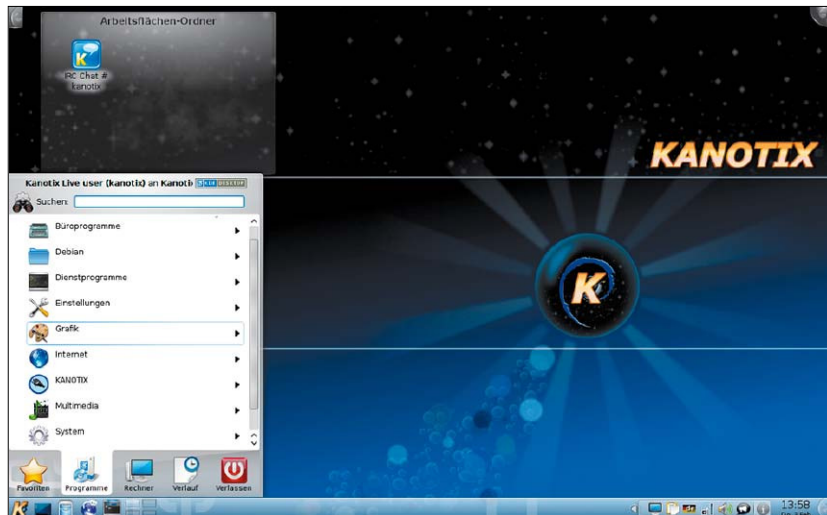 Arbeitsflächen-Ordner
IRC Chat #
kanotix
KANOTIX
Kanotix Live user (kanotix) an Kanotix
Suchen:
Büroprogramme
Debian
Dienstprogramme
Einstellungen
Grafik
Internet
KANOTIX
Multimedia
System
Favoriten
Programme
Rechner
Verlauf
Verlassen
K
13:58